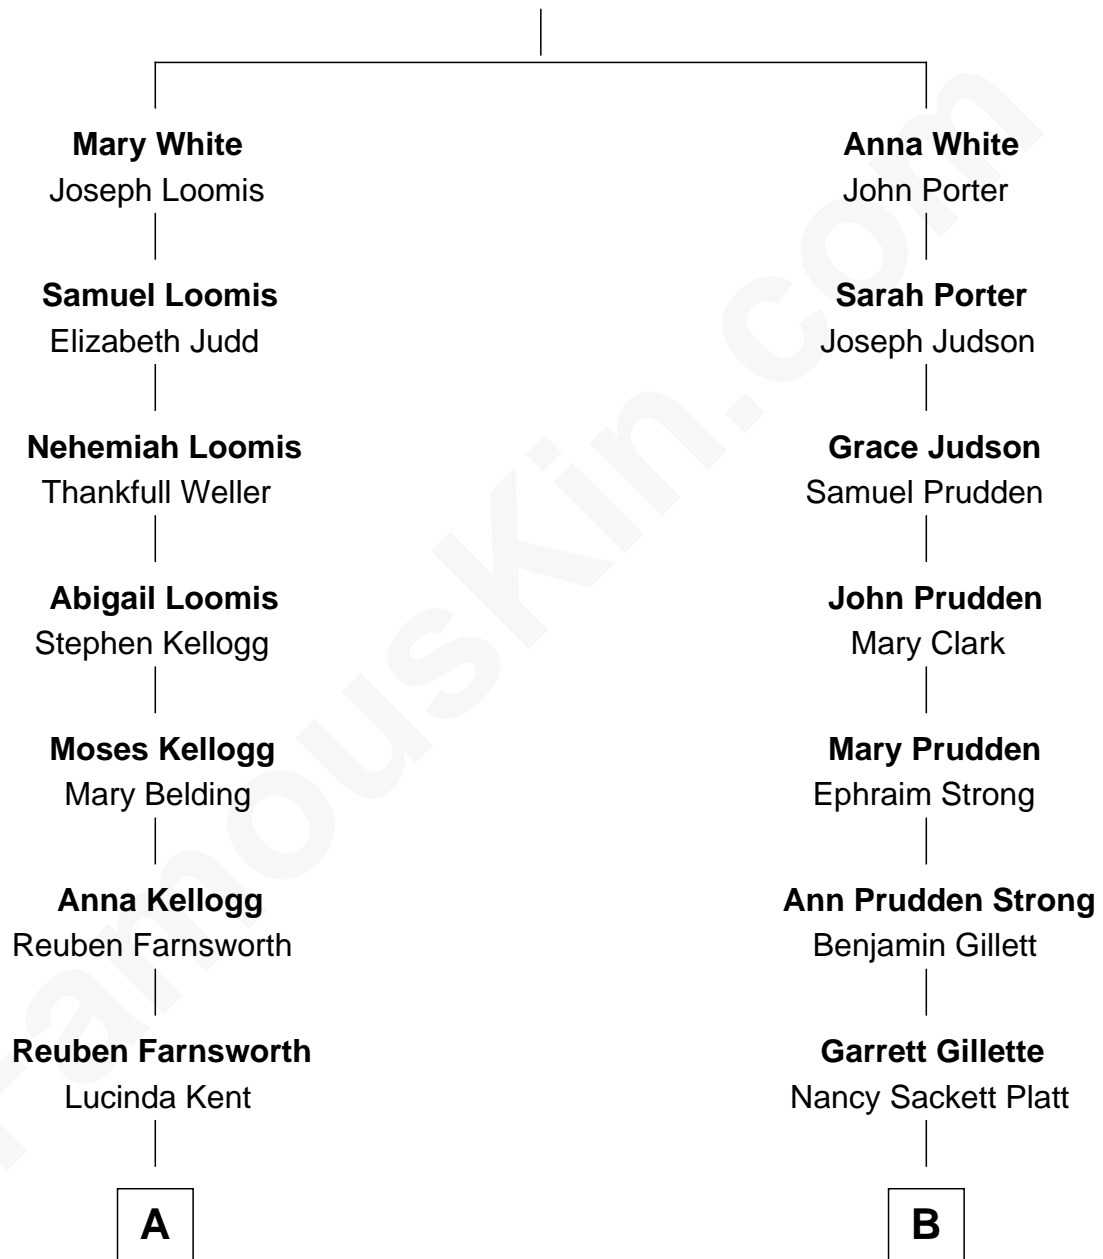 Mary White
Joseph Loomis
Samuel Loomis
Elizabeth Judd
Nehemiah Loomis
Thankfull Weller
Abigail Loomis
Stephen Kellogg
Moses Kellogg
Mary Belding
Anna Kellogg
Reuben Farnsworth
Reuben Farnsworth
Lucinda Kent
A
Anna White
John Porter
Sarah Porter
Joseph Judson
Grace Judson
Samuel Prudden
John Prudden
Mary Clark
Mary Prudden
Ephraim Strong
Ann Prudden Strong
Benjamin Gillett
Garrett Gillette
Nancy Sackett Platt
B
FamousKin.com